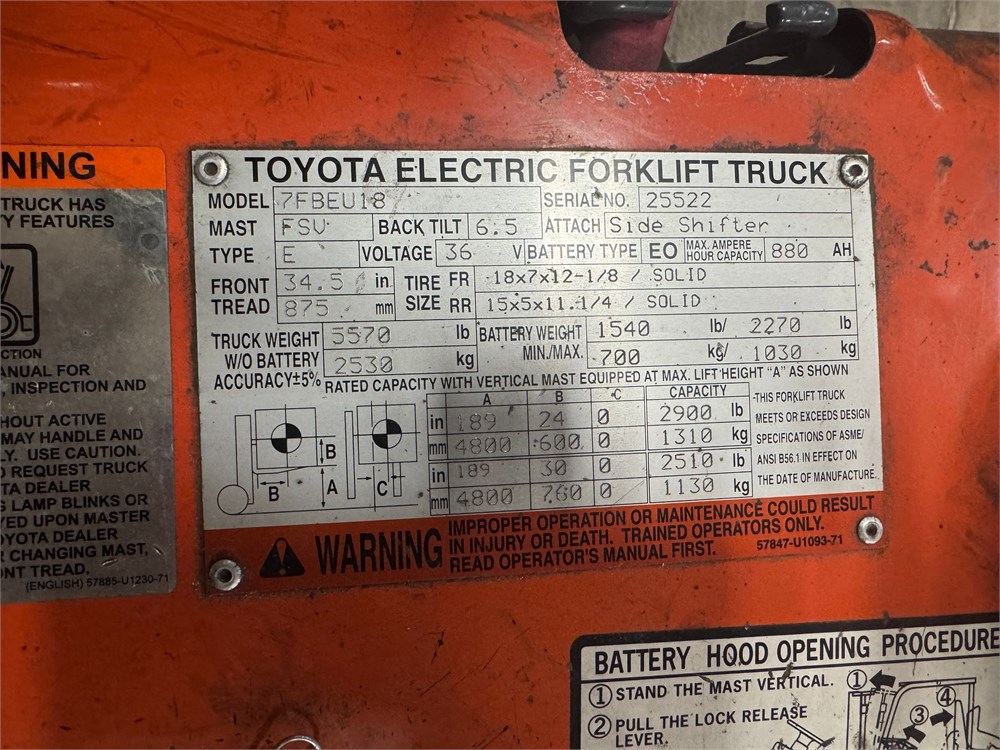 NING
TRUCK HAS
Y FEATURES
CTION
ANUAL FOR
, INSPECTION AND
HOUT ACTIVE
MAY HANDLE AND
LY. USE CAUTION.
O REQUEST TRUCK
TA DEALER
G LAMP BLINKS OR
YED UPON MASTER
OYOTA DEALER
R CHANGING MAST,
NT TREAD.
(ENGLISH) 57885-U1230-71
TOYOTA ELECTRIC FORKLIFT TRUCK
MODEL 7FBEU18 SERIAL NO. 25522
MAST FSV BACK TILT 6.5 ATTACH Side Shifter
TYPE E VOLTAGE 36 V BATTERY TYPE EO MAX. AMPERE HOUR CAPACITY 880 AH
FRONT TREAD 34.5 in 875 mm
TIRE SIZE FR 18x7x12-1/8 / SOLID
RR 15x5x11.1/4 / SOLID
TRUCK WEIGHT W/O BATTERY ACCURACY±5% 5570 lb 2530 kg
BATTERY WEIGHT MIN./MAX. 1540 lb/ 2270 lb
700 kg/ 1030 kg
RATED CAPACITY WITH VERTICAL MAST EQUIPPED AT MAX. LIFT HEIGHT "A" AS SHOWN
A B C CAPACITY
in 189 24 0 2900 lb
mm 4800 600 0 1310 kg
in 189 30 0 2510 lb
mm 4800 760 0 1130 kg
B
B A C
THIS FORKLIFT TRUCK
MEETS OR EXCEEDS DESIGN
SPECIFICATIONS OF ASME/
ANSI B56.1 IN EFFECT ON
THE DATE OF MANUFACTURE.
WARNING
IMPROPER OPERATION OR MAINTENANCE COULD RESULT
IN INJURY OR DEATH. TRAINED OPERATORS ONLY.
READ OPERATOR'S MANUAL FIRST.
57847-U1093-71
BATTERY HOOD OPENING PROCEDURE
① STAND THE MAST VERTICAL.
② PULL THE LOCK RELEASE
LEVER.
① ④
③